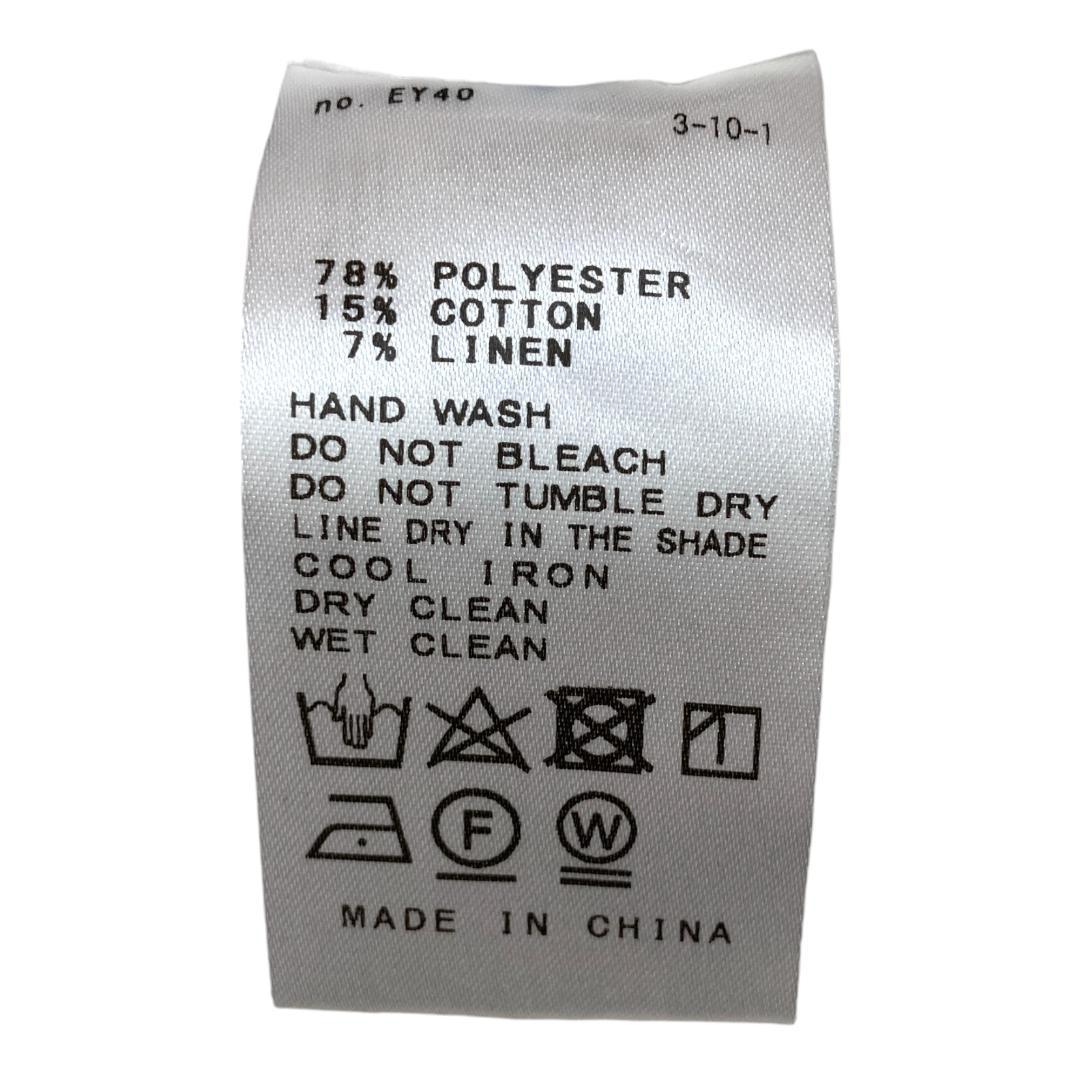 no. EY40
3-10-1
78% POLYESTER
15% COTTON
7% LINEN
HAND WASH
DO NOT BLEACH
DO NOT TUMBLE DRY
LINE DRY IN THE SHADE
COOL IRON
DRY CLEAN
WET CLEAN
F W
MADE IN CHINA